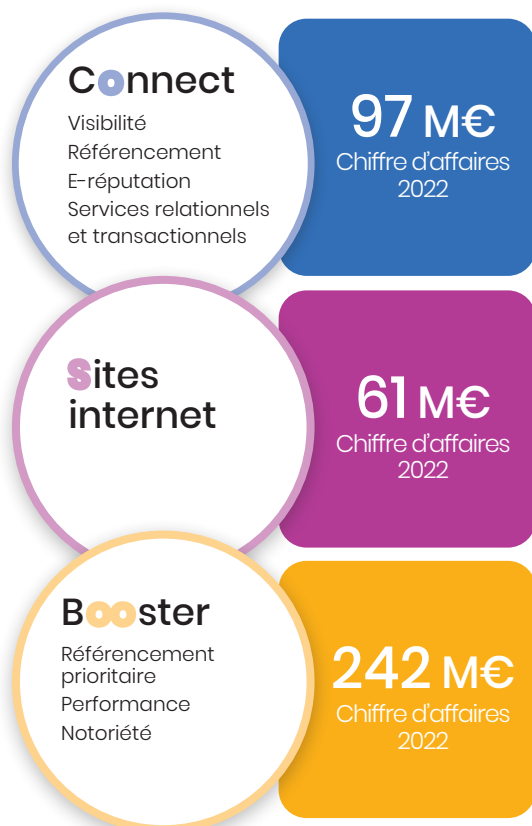 Connect
Visibilité
Référencement
E-réputation
Services relationnels
et transactionnels
97 M€
Chiffre d'affaires
2022
Sites
internet
61 M€
Chiffre d'affaires
2022
Booster
Référencement
prioritaire
Performance
Notoriété
242 M€
Chiffre d'affaires
2022